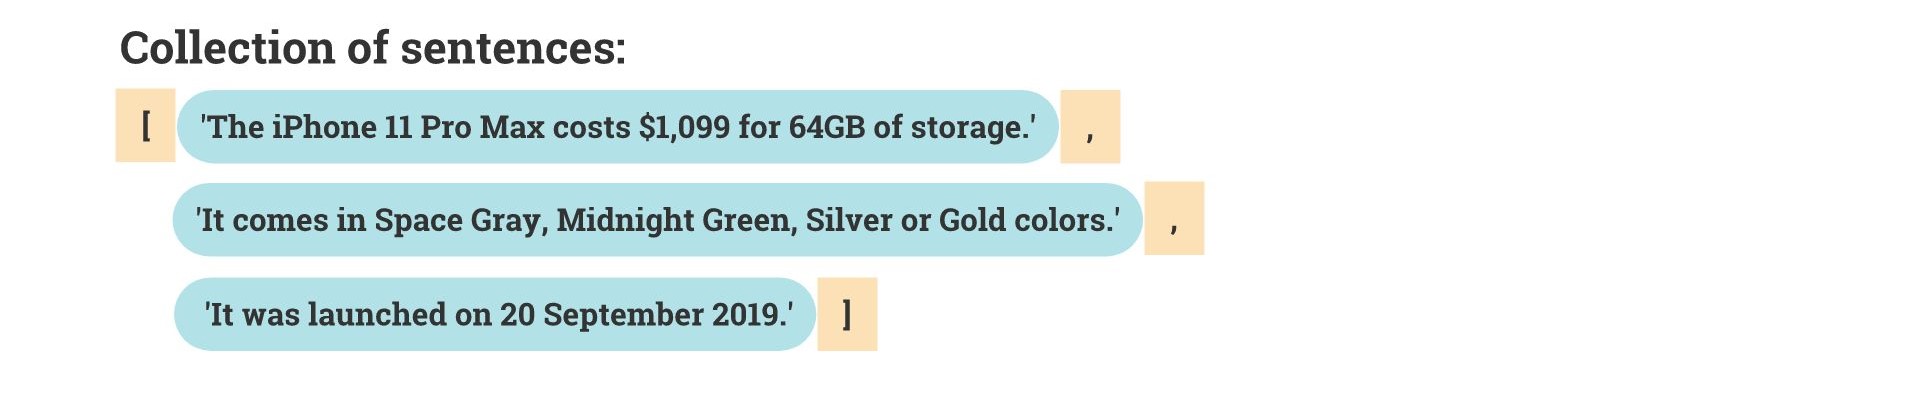 Collection of sentences:
[ 'The iPhone 11 Pro Max costs $1,099 for 64GB of storage.' ,
'It comes in Space Gray, Midnight Green, Silver or Gold colors.' ,
'It was launched on 20 September 2019.' ]